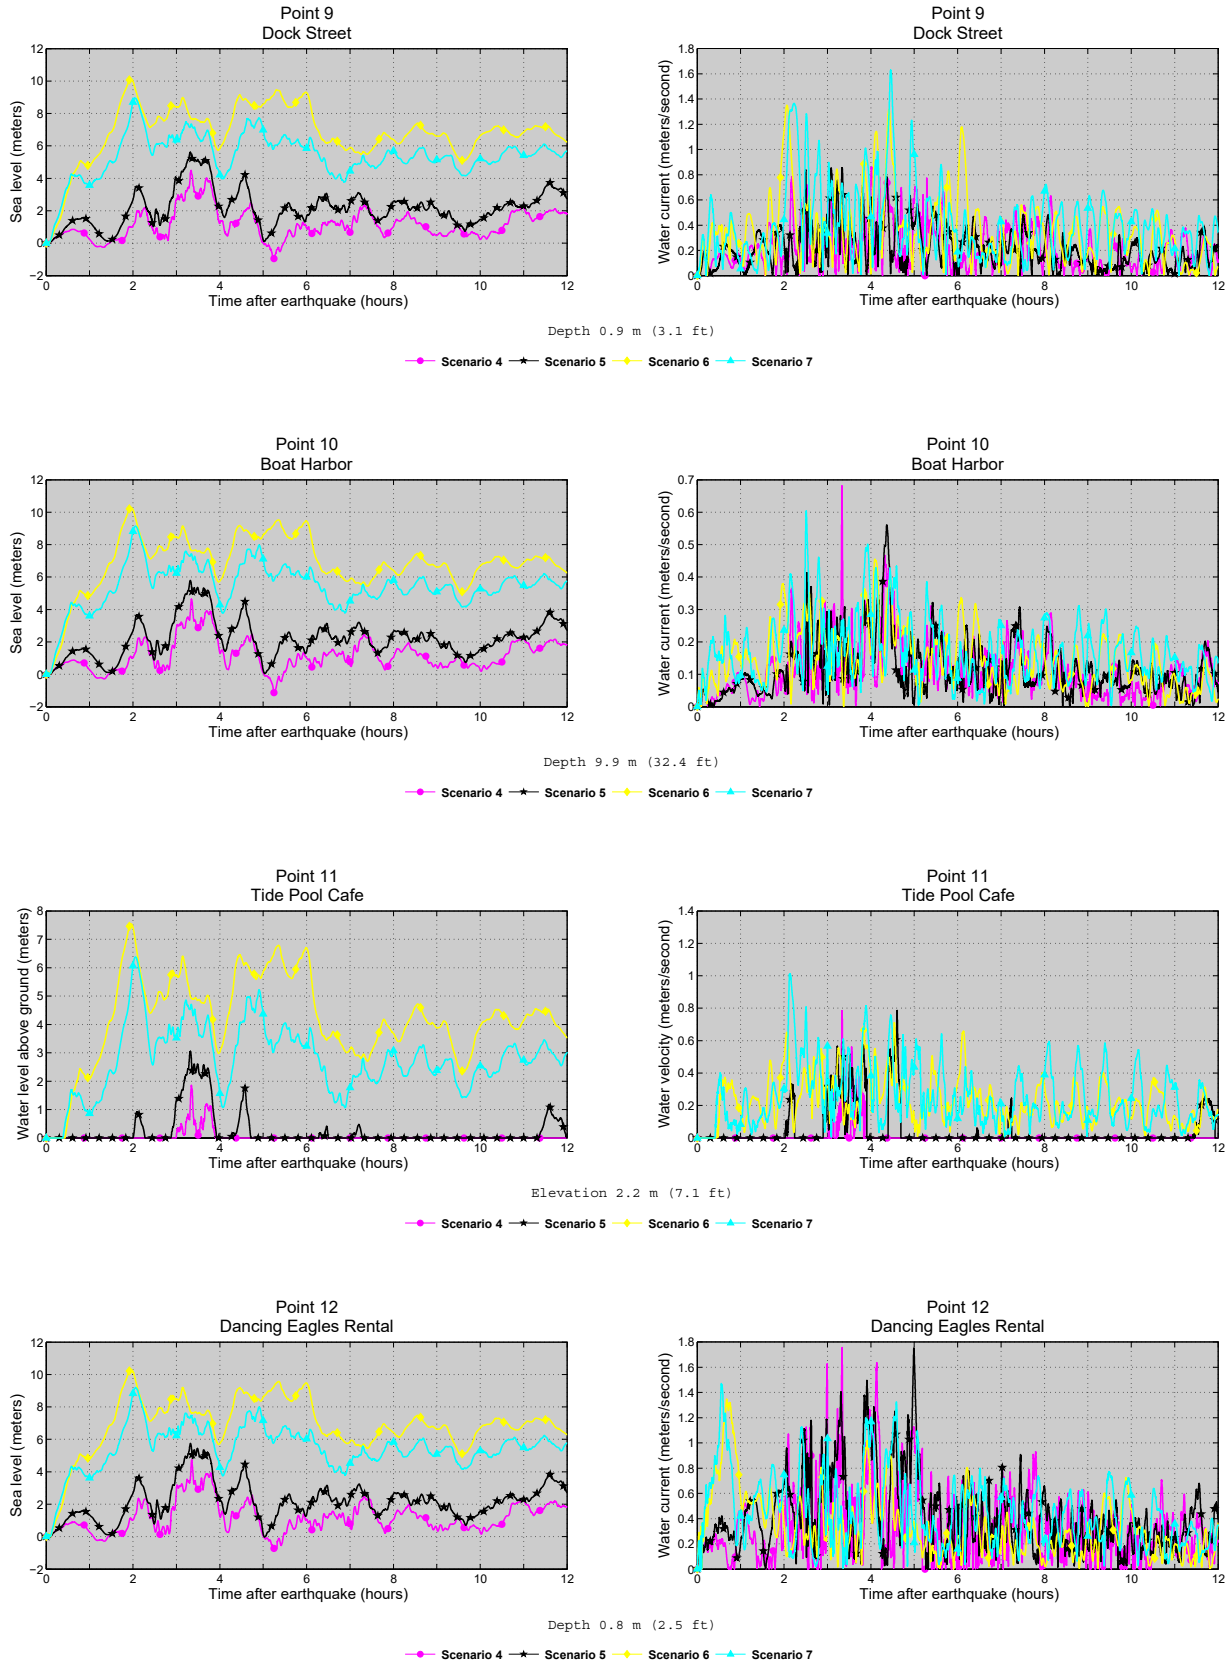 Point 9
Dock Street
Sea level (meters)
12
10
8
6
4
2
0
−2
0 2 4 6 8 10 12
Time after earthquake (hours)
Point 9
Dock Street
Water current (meters/second)
1.8
1.6
1.4
1.2
1
0.8
0.6
0.4
0.2
0
0 2 4 6 8 10 12
Time after earthquake (hours)
Depth 0.9 m (3.1 ft)
Scenario 4 Scenario 5 Scenario 6 Scenario 7
Point 10
Boat Harbor
Sea level (meters)
12
10
8
6
4
2
0
−2
0 2 4 6 8 10 12
Time after earthquake (hours)
Point 10
Boat Harbor
Water current (meters/second)
0.7
0.6
0.5
0.4
0.3
0.2
0.1
0
0 2 4 6 8 10 12
Time after earthquake (hours)
Depth 9.9 m (32.4 ft)
Scenario 4 Scenario 5 Scenario 6 Scenario 7
Point 11
Tide Pool Cafe
Water level above ground (meters)
8
7
6
5
4
3
2
1
0
0 2 4 6 8 10 12
Time after earthquake (hours)
Point 11
Tide Pool Cafe
Water velocity (meters/second)
1.4
1.2
1
0.8
0.6
0.4
0.2
0
0 2 4 6 8 10 12
Time after earthquake (hours)
Elevation 2.2 m (7.1 ft)
Scenario 4 Scenario 5 Scenario 6 Scenario 7
Point 12
Dancing Eagles Rental
Sea level (meters)
12
10
8
6
4
2
0
−2
0 2 4 6 8 10 12
Time after earthquake (hours)
Point 12
Dancing Eagles Rental
Water current (meters/second)
1.8
1.6
1.4
1.2
1
0.8
0.6
0.4
0.2
0
0 2 4 6 8 10 12
Time after earthquake (hours)
Depth 0.8 m (2.5 ft)
Scenario 4 Scenario 5 Scenario 6 Scenario 7